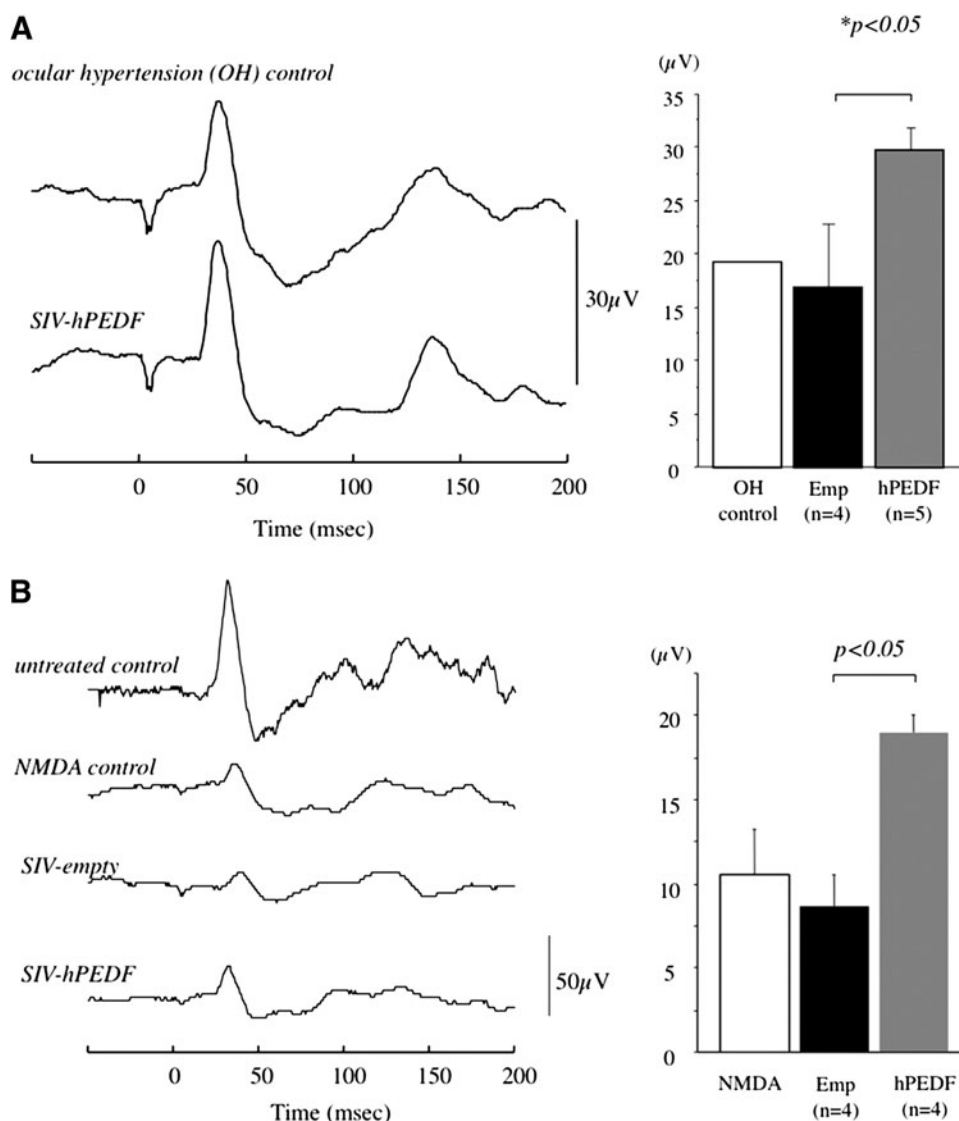 A
*p<0.05
ocular hypertension (OH) control
(µV)
35
30
25
20
15
10
5
0
30µV
SIV-hPEDF
0 50 100 150 200
Time (msec)
OH control
Emp (n=4)
hPEDF (n=5)
B
untreated control
NMDA control
SIV-empty
SIV-hPEDF
50µV
0 50 100 150 200
Time (msec)
p<0.05
(µV)
20
15
10
5
0
NMDA
Emp (n=4)
hPEDF (n=4)